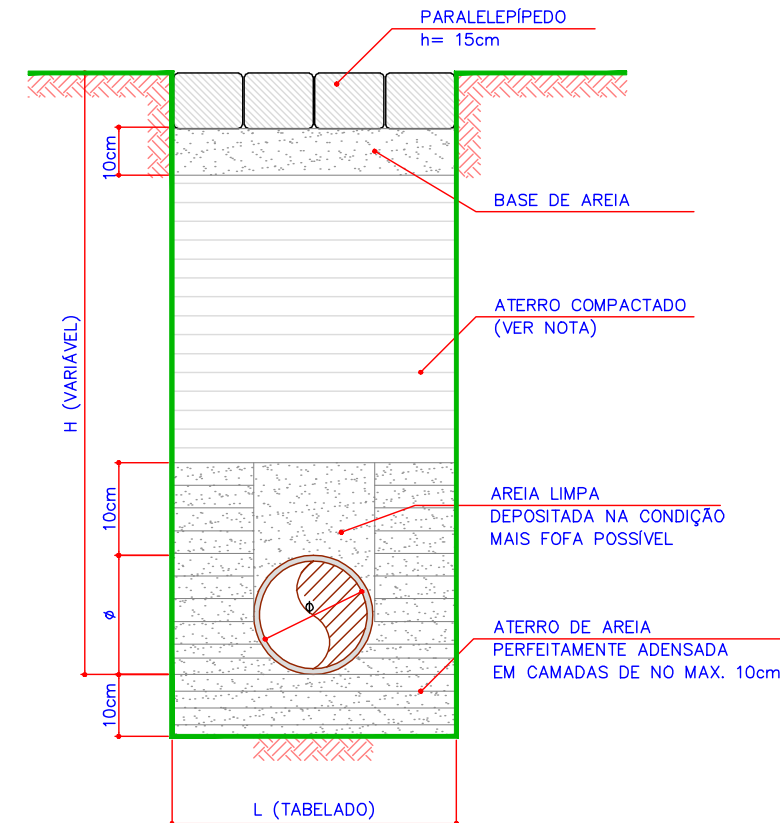 PARALELEPÍPEDO
h= 15cm
10cm
BASE DE AREIA
ATERRO COMPACTADO
(VER NOTA)
H (VARIÁVEL)
10cm
AREIA LIMPA
DEPOSITADA NA CONDIÇÃO
MAIS FOFA POSSÍVEL
ø
ϕ
ATERRO DE AREIA
PERFEITAMENTE ADENSADA
EM CAMADAS DE NO MAX. 10cm
10cm
L (TABELADO)